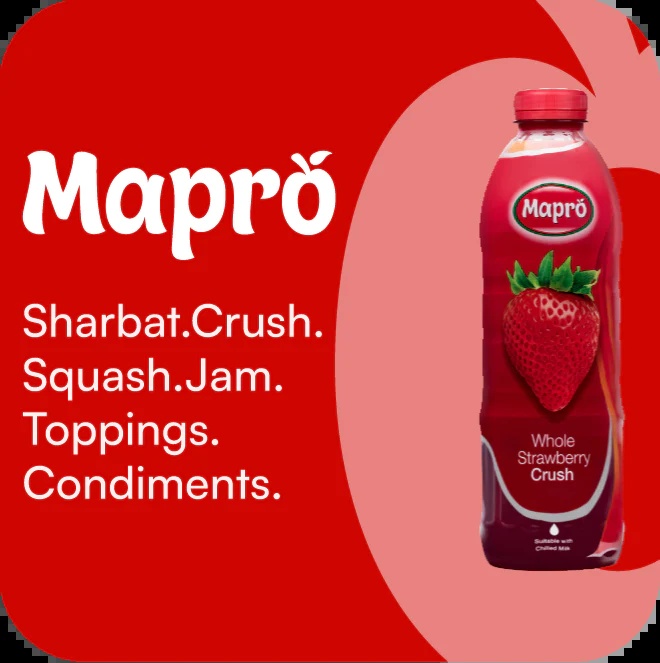 Mapro
Sharbat.Crush.
Squash.Jam.
Toppings.
Condiments.
Mapro
Whole
Strawberry
Crush
Suitable with
Chilled Milk